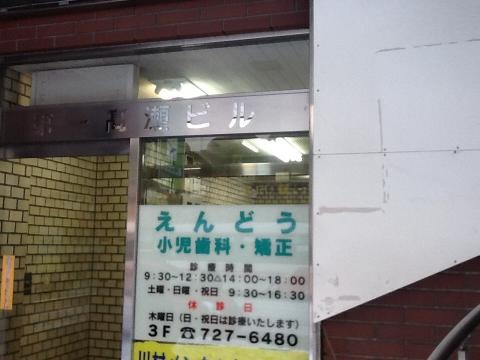 第一高瀬ビル
えんどう
小児歯科・矯正
診療時間
9:30~12:30△14:00~18:00
土曜・日曜・祝日 9:30~16:30
休診日
木曜日(日・祝日は診療いたします)
3F ☎727-6480